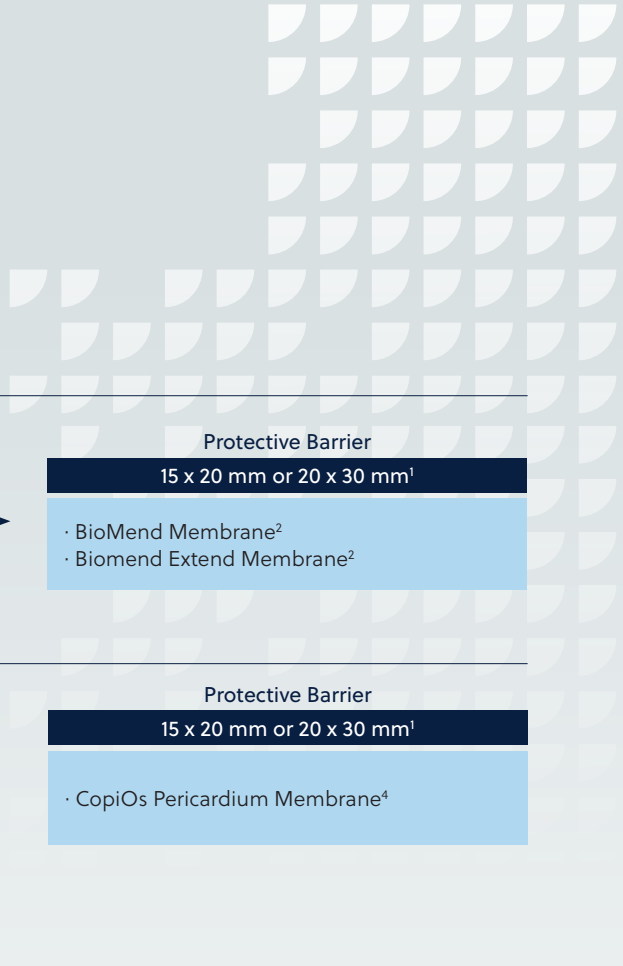 Protective Barrier
15 x 20 mm or 20 x 30 mm¹
· BioMend Membrane²
· Biomend Extend Membrane²
Protective Barrier
15 x 20 mm or 20 x 30 mm¹
· CopiOs Pericardium Membrane⁴